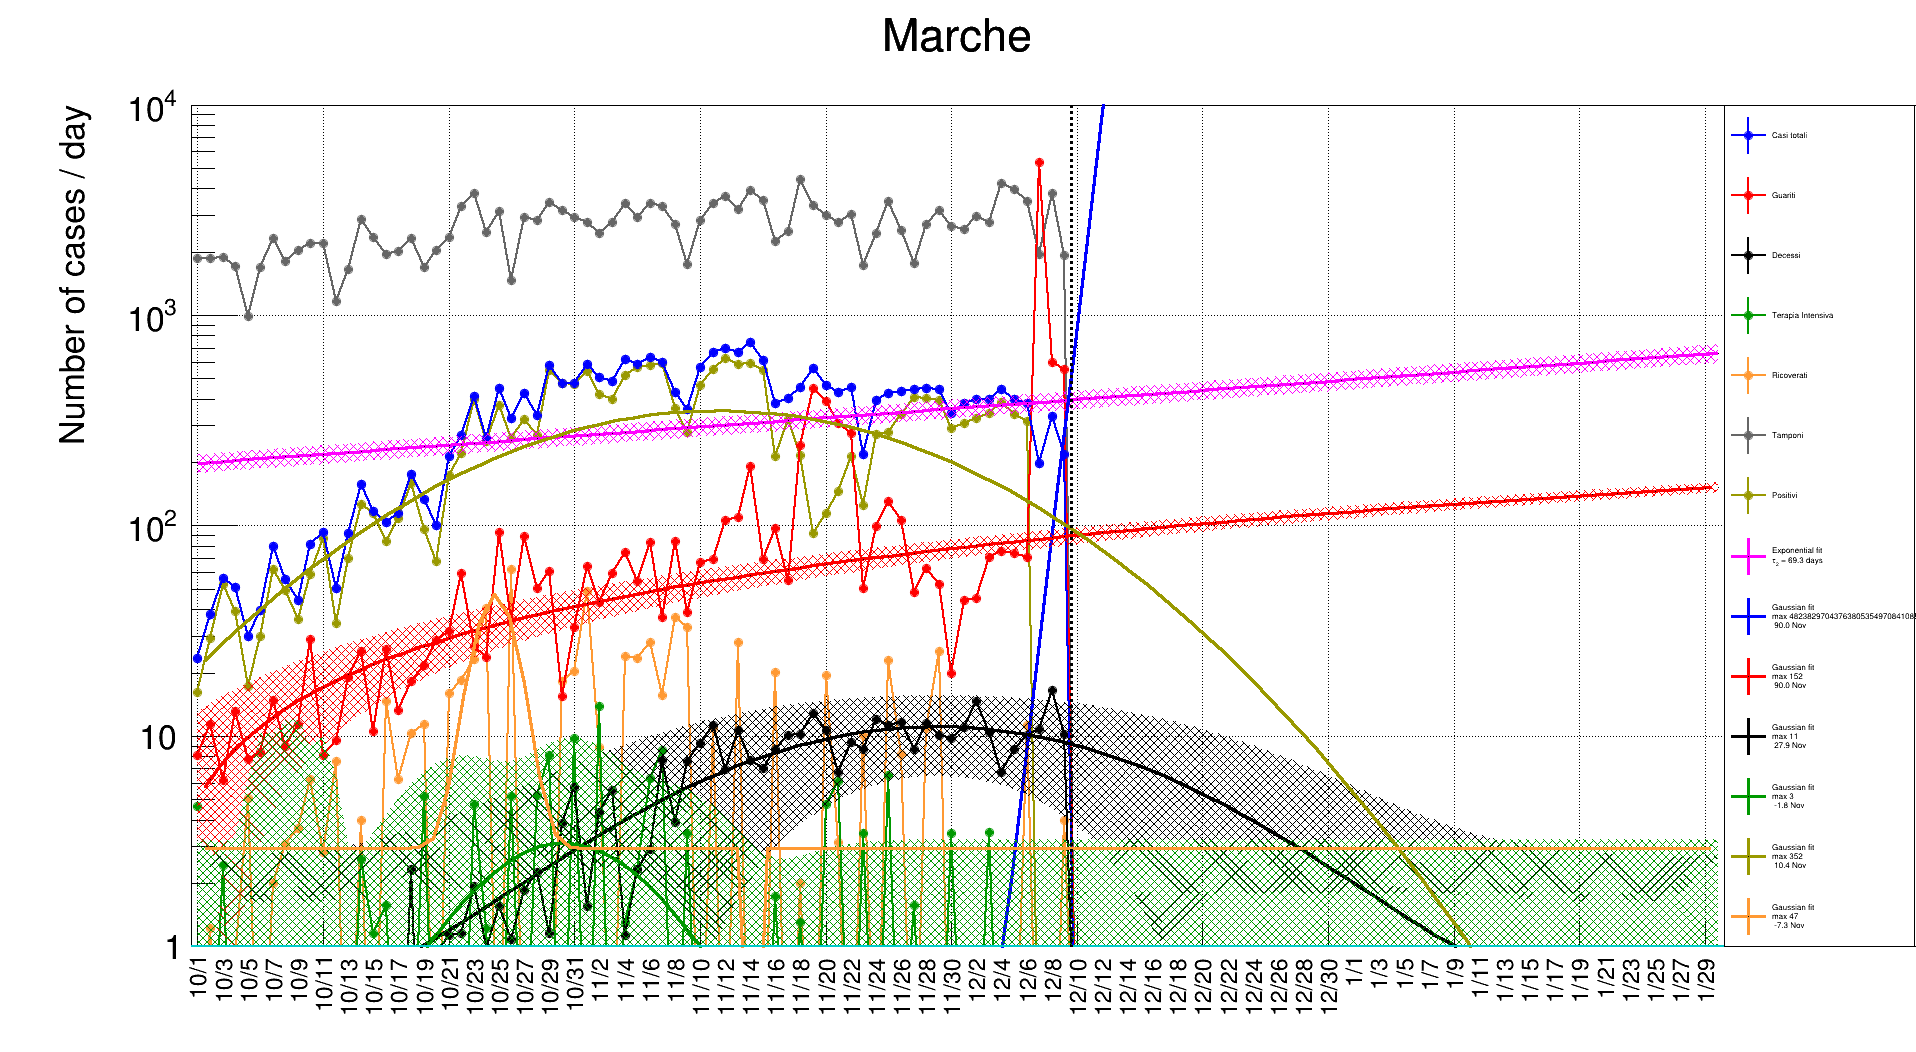 Marche
Number of cases / day
10^4
10^3
10^2
10
1
10/1 10/3 10/5 10/7 10/9 10/11 10/13 10/15 10/17 10/19 10/21 10/23 10/25 10/27 10/29 10/31 11/2 11/4 11/6 11/8 11/10 11/12 11/14 11/16 11/18 11/20 11/22 11/24 11/26 11/28 11/30 12/2 12/4 12/6 12/8 12/10 12/12 12/14 12/16 12/18 12/20 12/22 12/24 12/26 12/28 12/30 1/1 1/3 1/5 1/7 1/9 1/11 1/13 1/15 1/17 1/19 1/21 1/23 1/25 1/27 1/29
Casi totali
Guariti
Decessi
Terapia Intensiva
Ricoverati
Tamponi
Positivi
Exponential fit
τ2 = 69.3 days
Gaussian fit
max
90.0 Nov
Gaussian fit
max 152
90.0 Nov
Gaussian fit
max 11
27.9 Nov
Gaussian fit
max 3
-1.8 Nov
Gaussian fit
max 352
10.4 Nov
Gaussian fit
max 47
-7.3 Nov